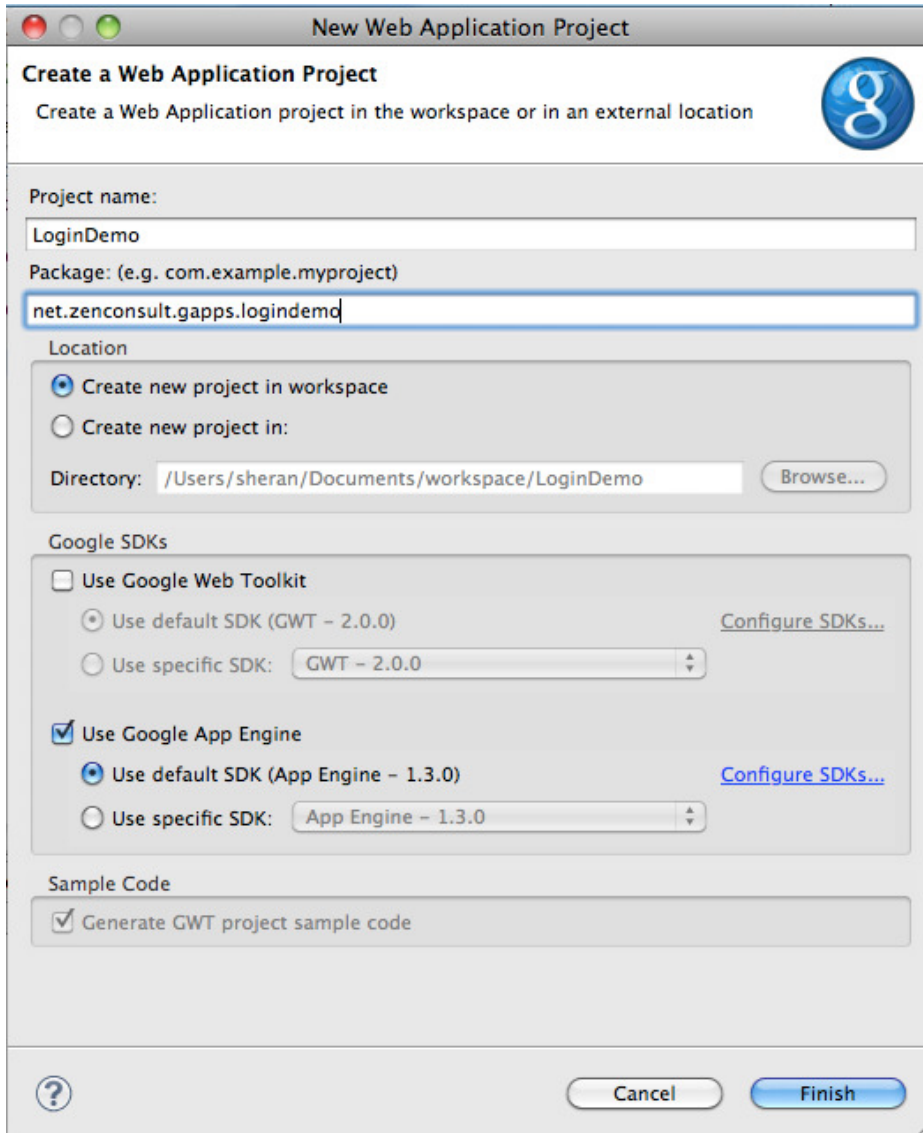 New Web Application Project
Create a Web Application Project
Create a Web Application project in the workspace or in an external location
g
Project name:
LoginDemo
Package: (e.g. com.example.myproject)
net.zenconsult.gapps.logindemo
Location
Create new project in workspace
Create new project in:
Directory: /Users/sheran/Documents/workspace/LoginDemo Browse...
Google SDKs
Use Google Web Toolkit
Use default SDK (GWT – 2.0.0) Configure SDKs...
Use specific SDK: GWT – 2.0.0
Use Google App Engine
Use default SDK (App Engine – 1.3.0) Configure SDKs...
Use specific SDK: App Engine – 1.3.0
Sample Code
Generate GWT project sample code
? Cancel Finish